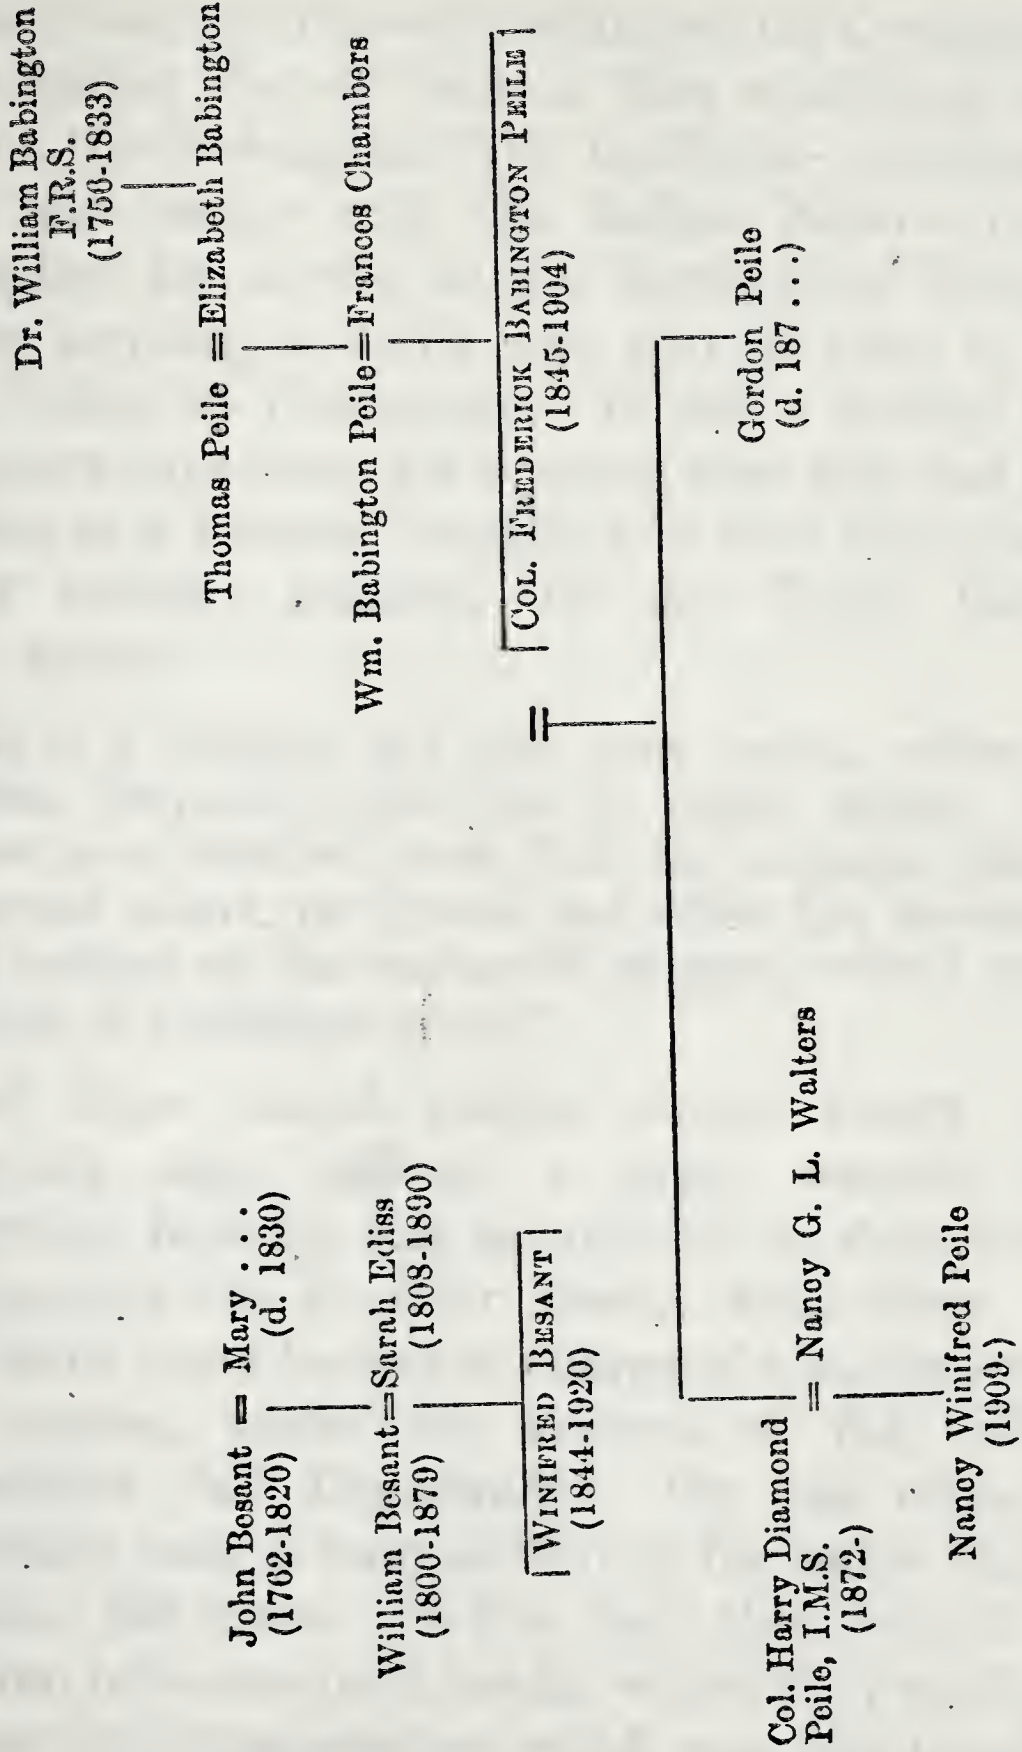 Dr. William Babington
F.R.S.
(1756-1833)
John Besant = Mary ....
(1762-1820) (d. 1830)
Thomas Peile =Elizabeth Babington
William Besant=Sarah Ediss
(1800-1879) (1808-1890)
Wm. Babington Peile=Frances Chambers
[WINIFRED BESANT]
(1844-1920)
=
[COL. FREDERICK BABINGTON PEILE]
(1845-1904)
Col. Harry Diamond
Peile, I.M.S.
(1872-)
= Nancy G. L. Walters
Gordon Peile
(d. 187 ...)
Nancy Winifred Peile
(1909-)